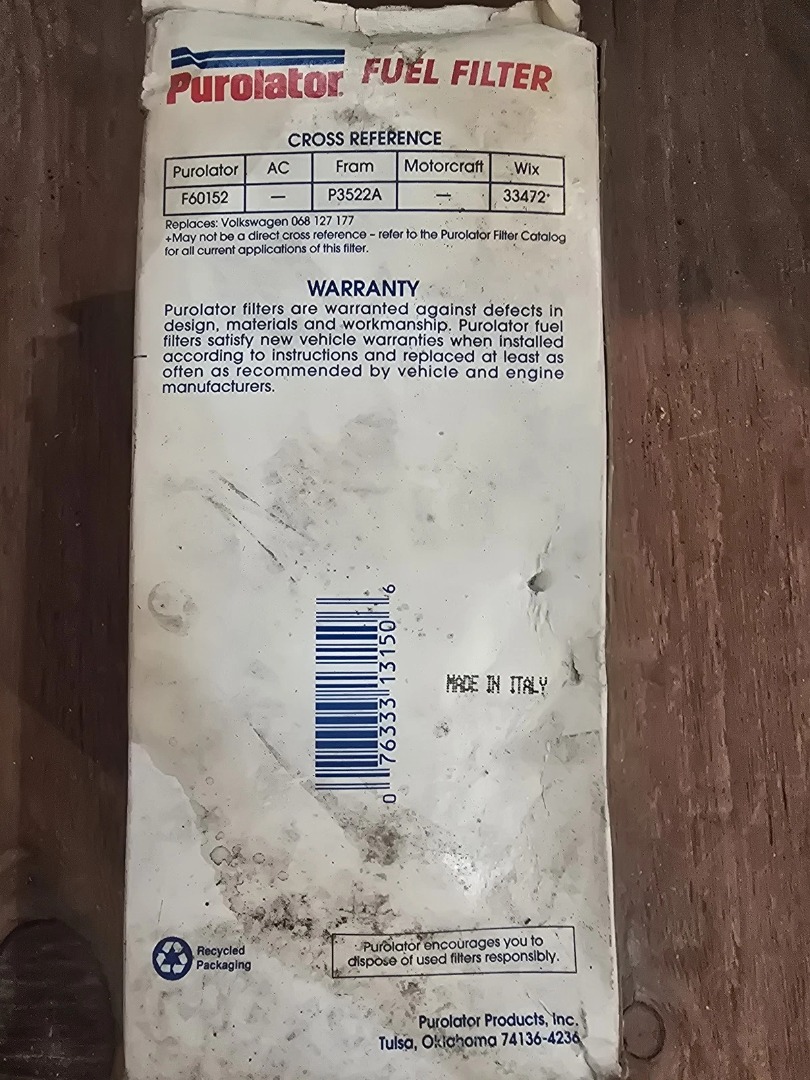 Purolator FUEL FILTER
CROSS REFERENCE
Purolator AC Fram Motorcraft Wix
F60152 — P3522A — 33472+
Replaces: Volkswagen 068 127 177
+May not be a direct cross reference – refer to the Purolator Filter Catalog
for all current applications of this filter.
WARRANTY
Purolator filters are warranted against defects in
design, materials and workmanship. Purolator fuel
filters satisfy new vehicle warranties when installed
according to instructions and replaced at least as
often as recommended by vehicle and engine
manufacturers.
0 76333 13150 6
MADE IN ITALY
Recycled
Packaging
Purolator encourages you to
dispose of used filters responsibly.
Purolator Products, Inc.
Tulsa, Oklahoma 74136-4236